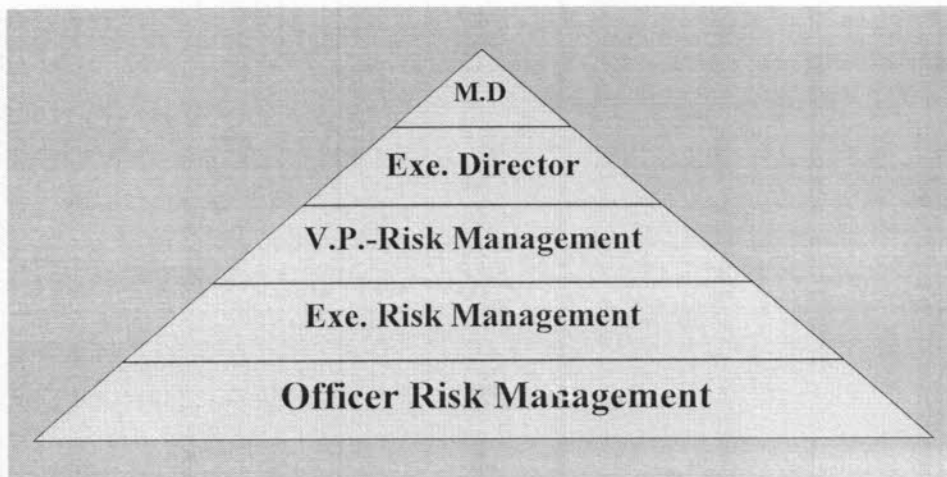 M.D
Exe. Director
V.P.-Risk Management
Exe. Risk Management
Officer Risk Management